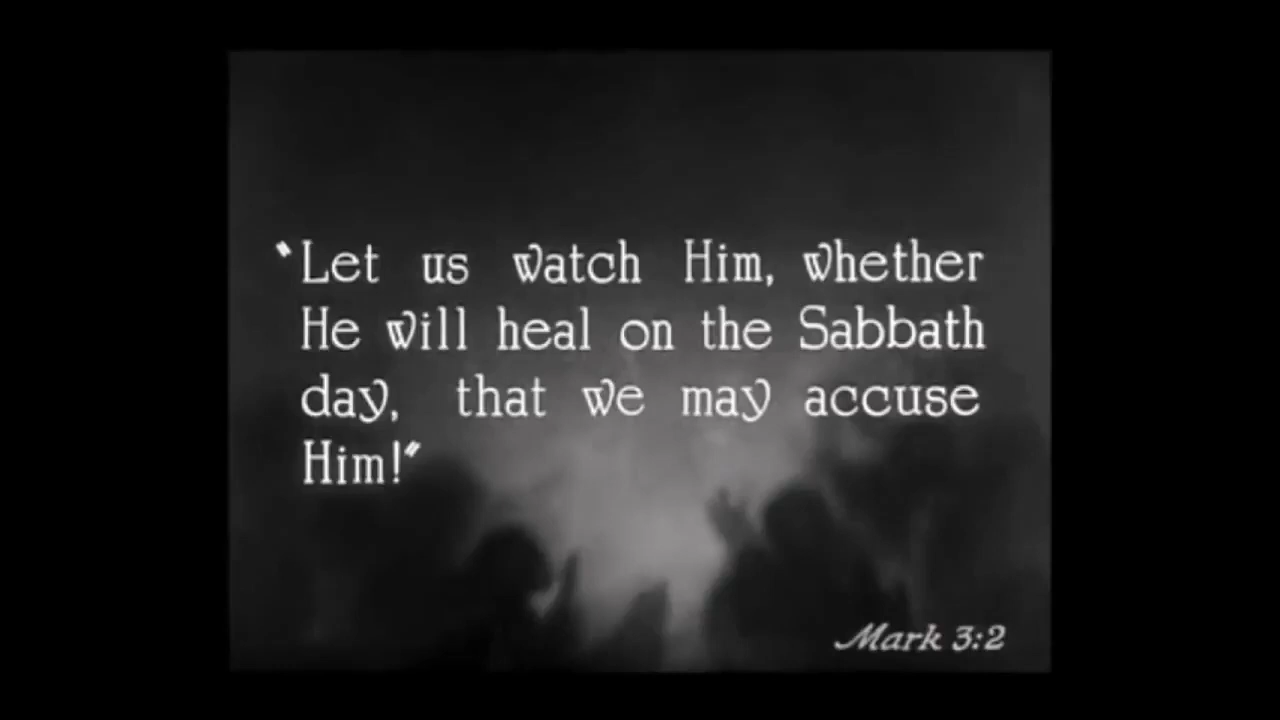 "Let us watch Him, whether
He will heal on the Sabbath
day, that we may accuse
Him!"
Mark 3:2